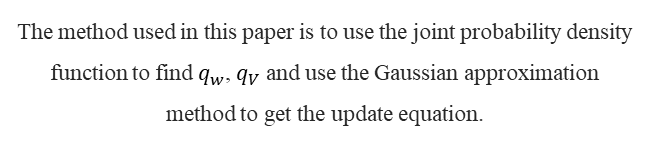 The method used in this paper is to use the joint probability density
function to find q_w, q_V and use the Gaussian approximation
method to get the update equation.